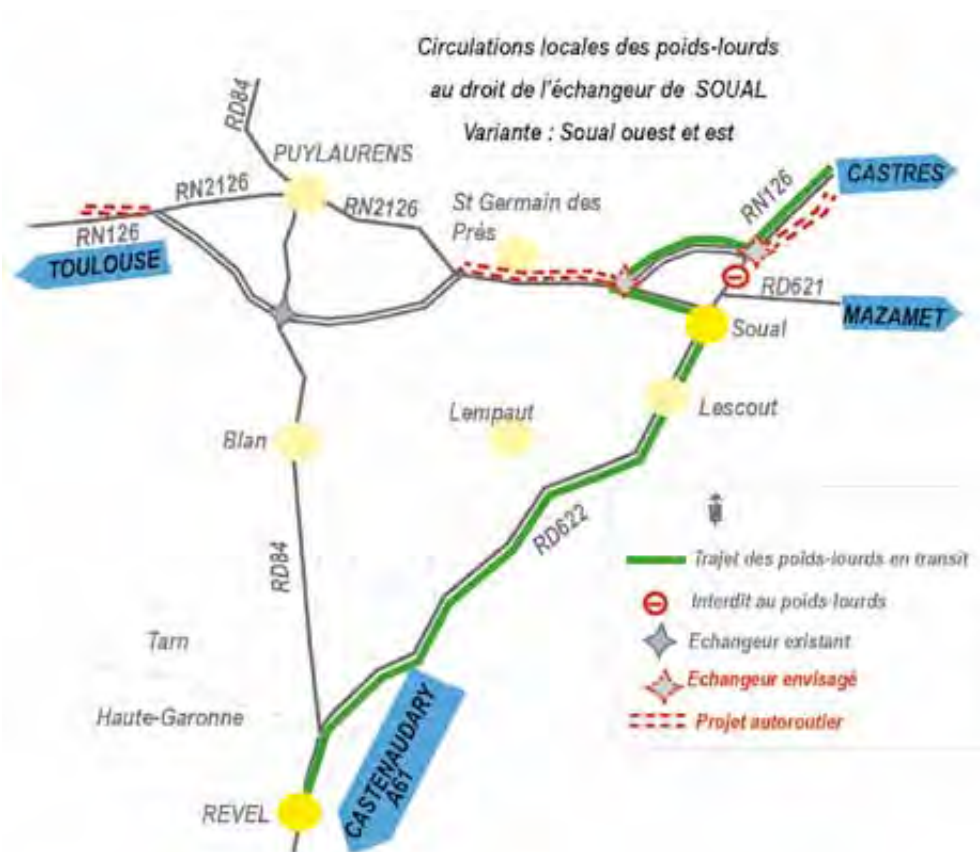 Circulations locales des poids-lourds
au droit de l'échangeur de SOUAL
Variante : Soual ouest et est
RD84
PUYLAURENS
RN2126
RN2126
St Germain des
Près
RN126
CASTRES
RN126
TOULOUSE
RD621
MAZAMET
Soual
Lempaut
Lescout
Blan
RD622
RD84
Trajet des poids-lourds en transit
Interdit au poids-lourds
Tarn
Echangeur existant
Echangeur envisagé
Haute-Garonne
Projet autoroutier
CASTENAUDARY
A61
REVEL